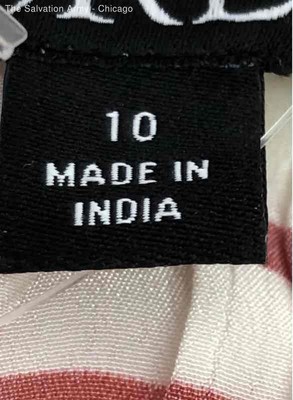 The Salvation Army - Chicago
10
MADE IN
INDIA